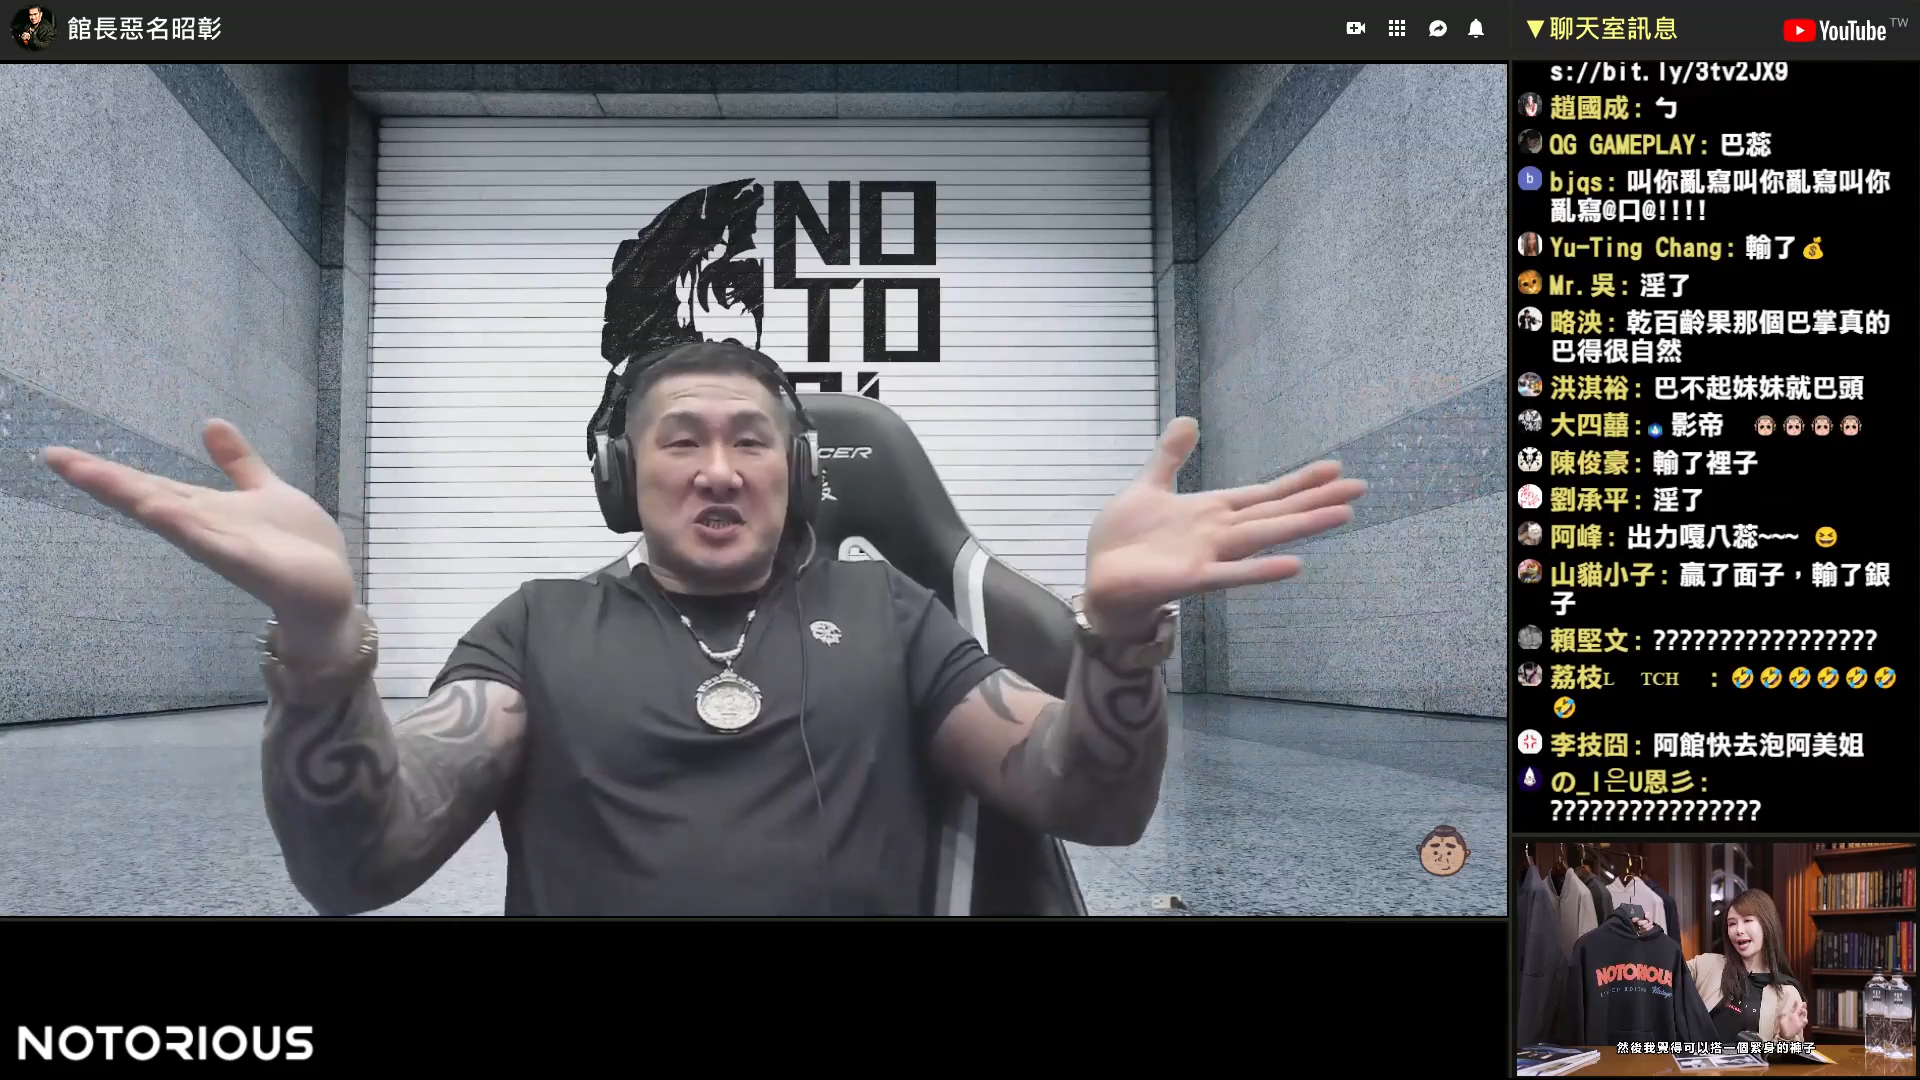 館長惡名昭彰
▼聊天室訊息
YouTube TW
NO
TO
s://bit.ly/3tv2JX9
趙國成: ㄅ
QG GAMEPLAY: 巴蕊
b
bjqs: 叫你亂寫叫你亂寫叫你
亂寫@口@!!!!
Yu-Ting Chang: 輸了💰
Mr.吳: 淫了
略泱: 乾百齡果那個巴掌真的
巴得很自然
洪淇裕: 巴不起妹妹就巴頭
大四囍: 影帝
陳俊豪: 輸了裡子
劉承平: 淫了
阿峰: 出力嘎八蕊~~~ 😆
山貓小子: 贏了面子，輸了銀
子
賴堅文: ?????????????????
荔枝L TCH : 🤣🤣🤣🤣🤣🤣
🤣
李技囧: 阿館快去泡阿美姐
の_l은U恩彡:
????????????????
NOTORIOUS
NOTORIOUS
然後我覺得可以搭一個緊身的褲子